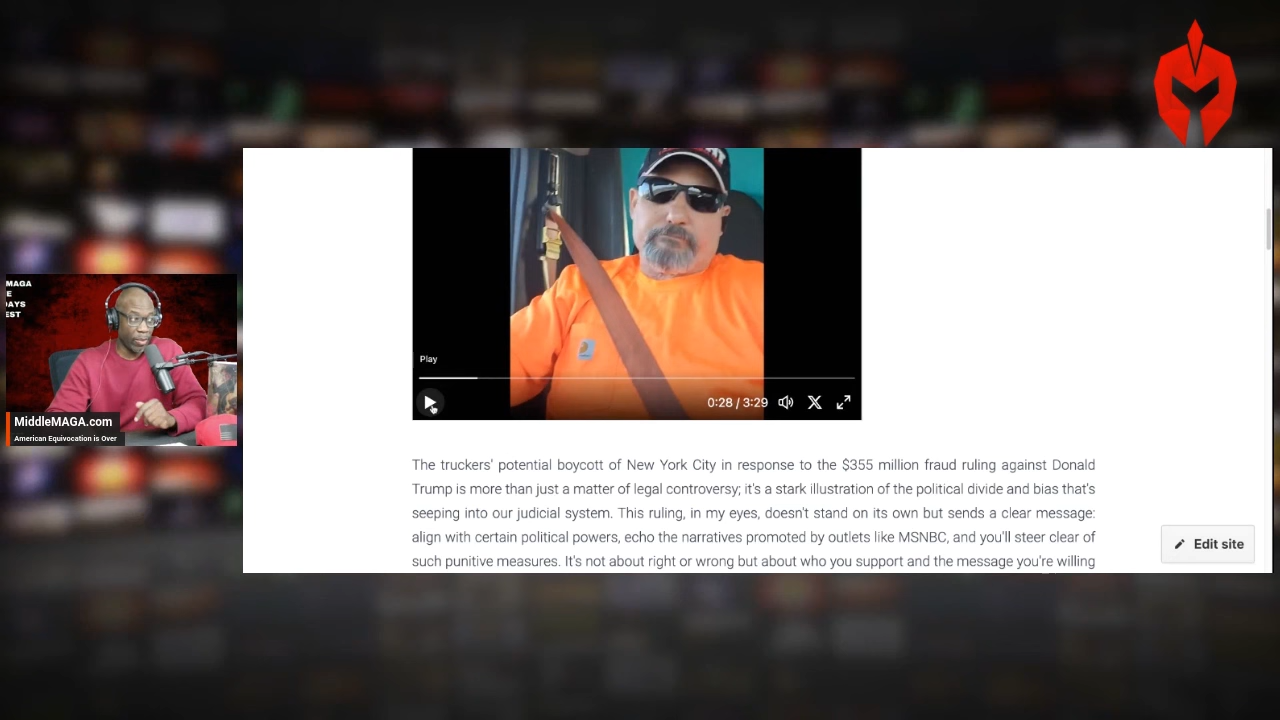 MAGA
E
DAYS
EST
MiddleMAGA.com
American Equivocation is Over
Play
0:28 / 3:29
The truckers' potential boycott of New York City in response to the $355 million fraud ruling against Donald
Trump is more than just a matter of legal controversy; it's a stark illustration of the political divide and bias that's
seeping into our judicial system. This ruling, in my eyes, doesn't stand on its own but sends a clear message:
align with certain political powers, echo the narratives promoted by outlets like MSNBC, and you'll steer clear of
such punitive measures. It's not about right or wrong but about who you support and the message you're willing
Edit site